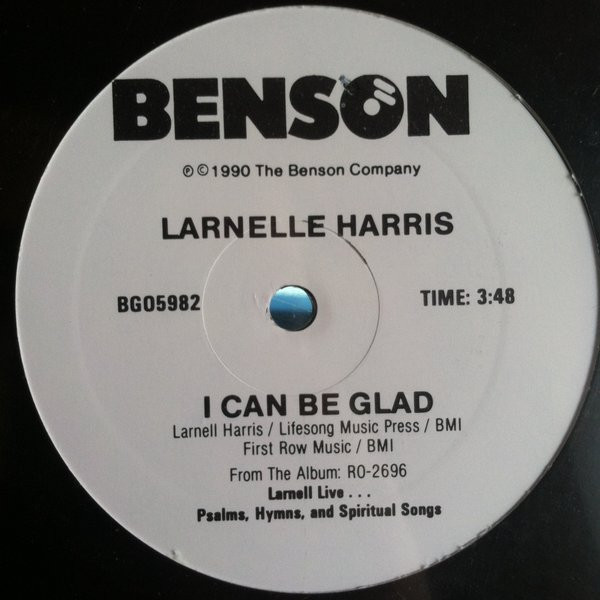 BENSON
℗ © 1990 The Benson Company
LARNELLE HARRIS
BG05982
TIME: 3:48
I CAN BE GLAD
Larnell Harris / Lifesong Music Press / BMI
First Row Music / BMI
From The Album: RO-2696
Larnell Live . . .
Psalms, Hymns, and Spiritual Songs